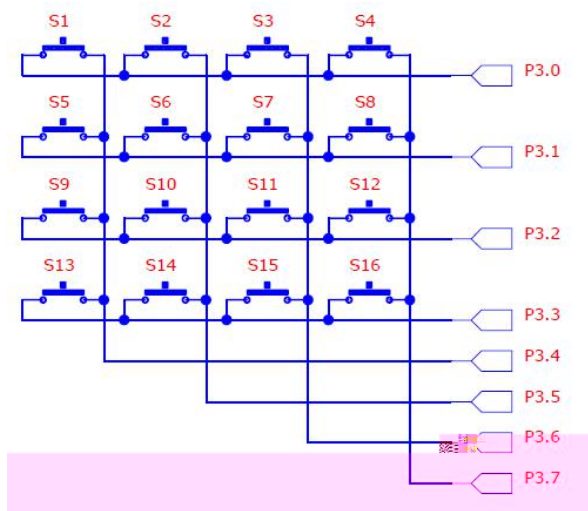 S1 S2 S3 S4
P3.0
S5 S6 S7 S8
P3.1
S9 S10 S11 S12
P3.2
S13 S14 S15 S16
P3.3
P3.4
P3.5
P3.6
P3.7